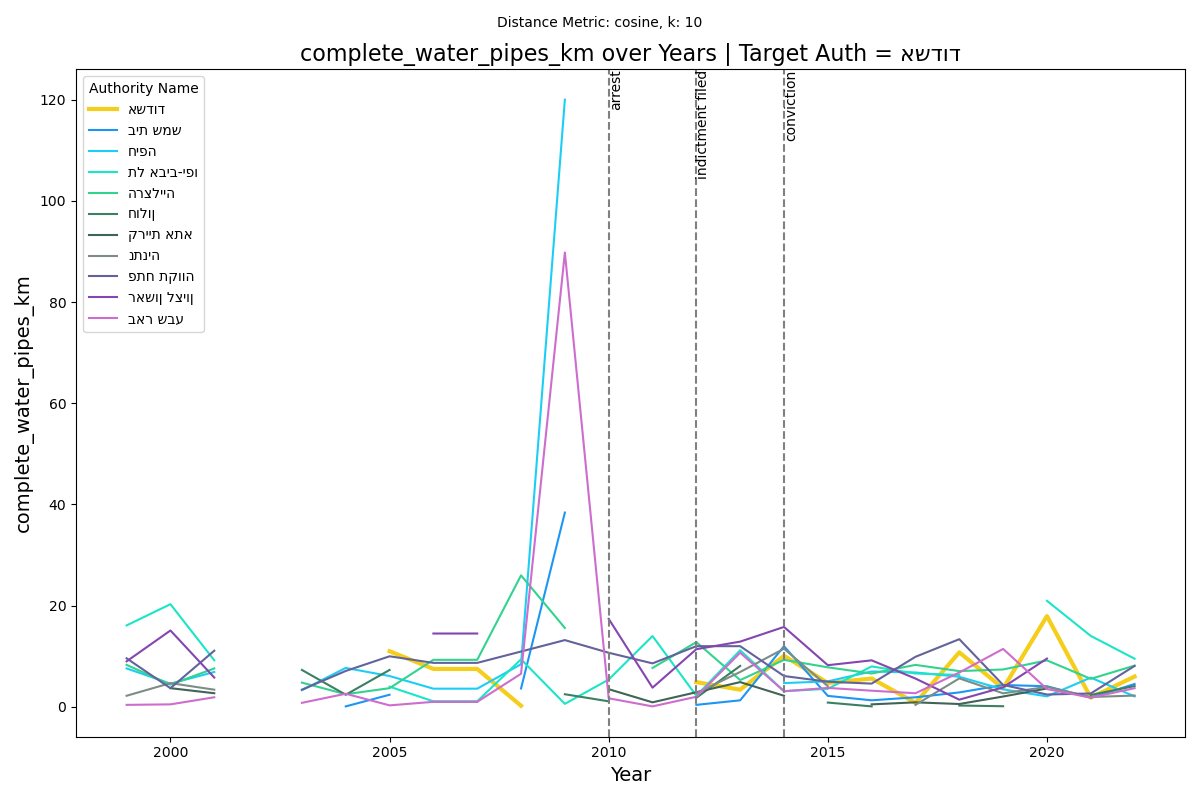 Distance Metric: cosine, k: 10
complete_water_pipes_km over Years | Target Auth = אשדוד
Authority Name
אשדוד
בית שמש
חיפה
תל אביב-יפו
הרצלייה
חולון
קריית אתא
נתניה
פתח תקווה
ראשון לציון
באר שבע
arrest
indictment filed
conviction
complete_water_pipes_km
120
100
80
60
40
20
0
2000 2005 2010 2015 2020
Year